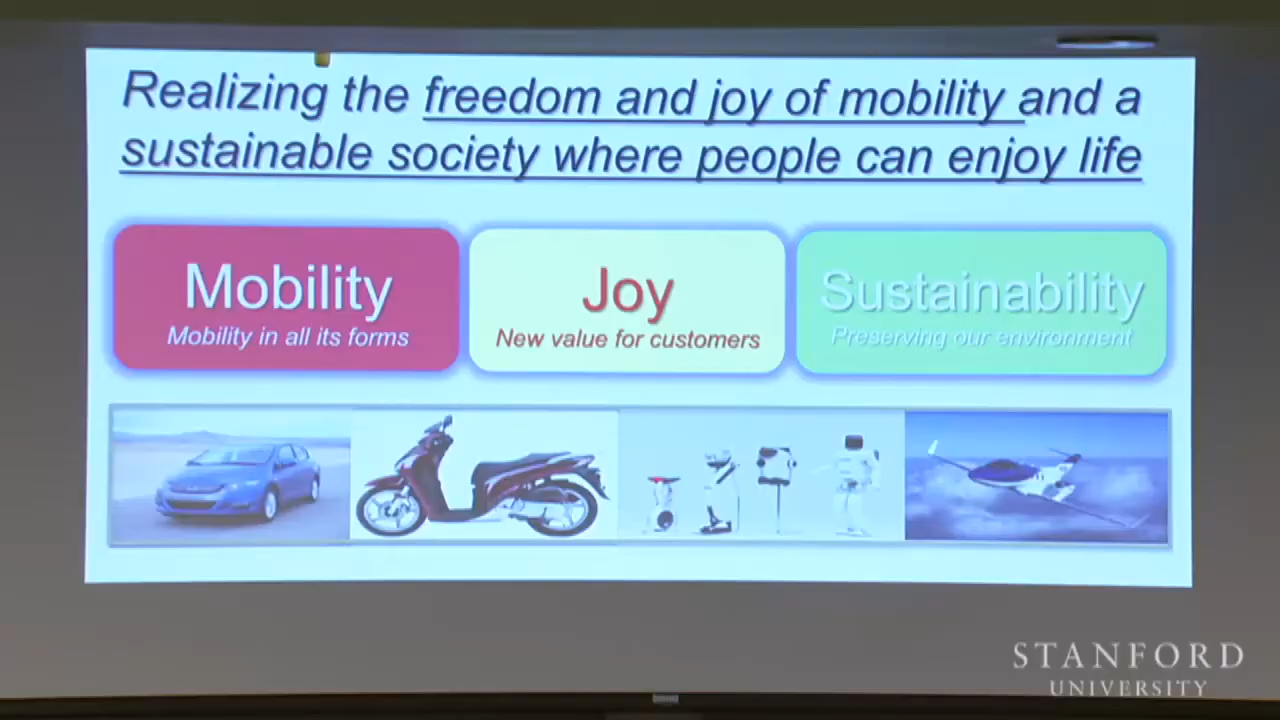 Realizing the freedom and joy of mobility and a
sustainable society where people can enjoy life
Mobility
Mobility in all its forms
Joy
New value for customers
Sustainability
Preserving our environment
STANFORD
UNIVERSITY